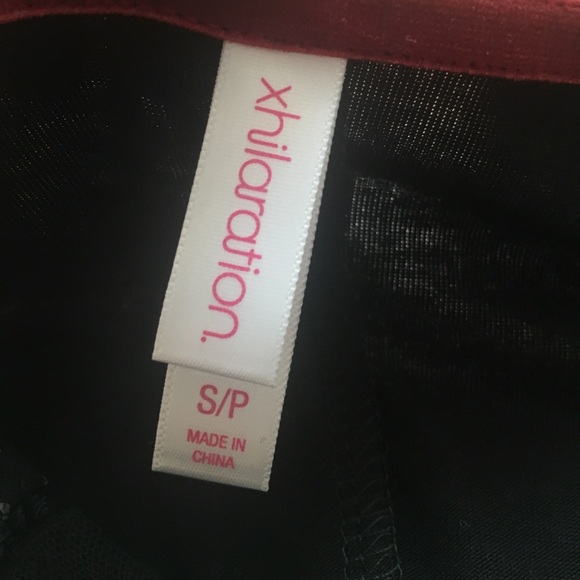 xhilaration.
S/P
MADE IN
CHINA